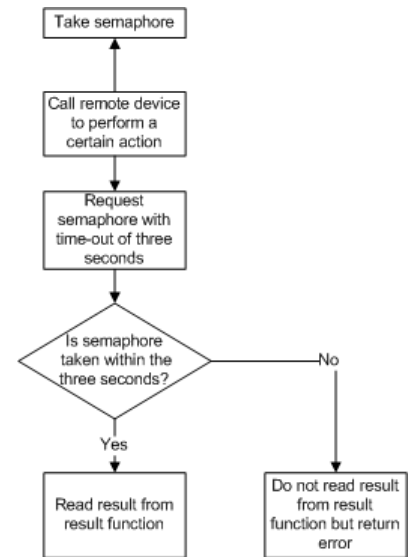 Take semaphore
Call remote device
to perform a
certain action
Request
semaphore with
time-out of three
seconds
Is semaphore
taken within the
three seconds?
No
Yes
Read result from
result function
Do not read result
from result
function but return
error